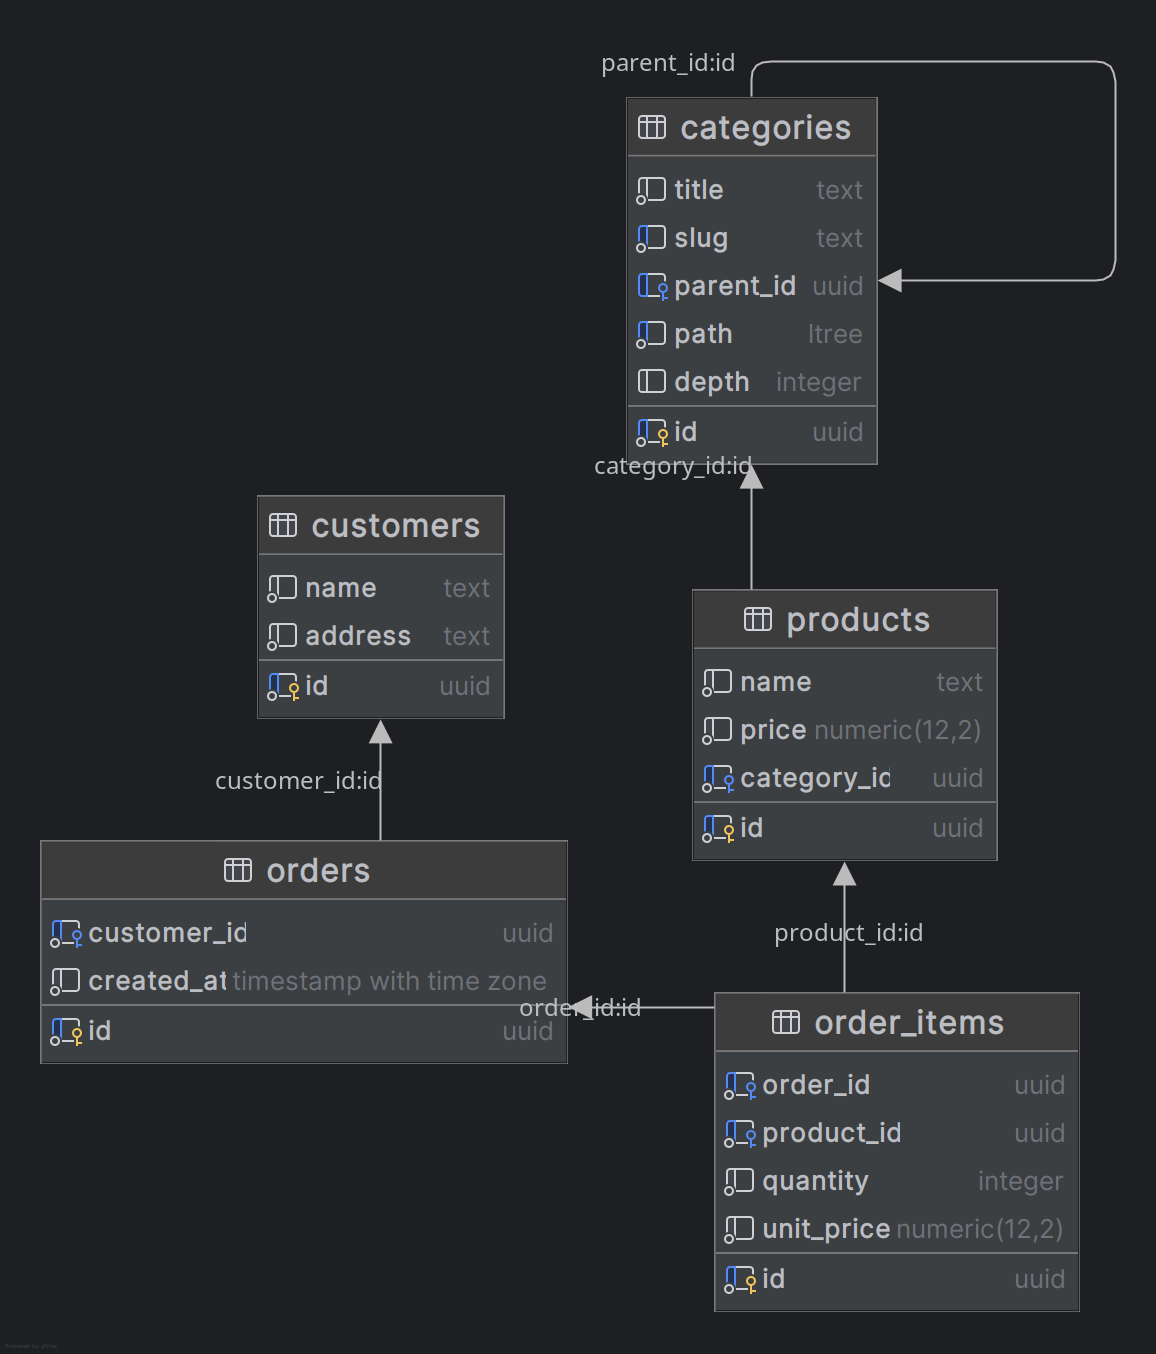 parent_id:id
categories
title text
slug text
parent_id uuid
path ltree
depth integer
id uuid
category_id:id
customers
name text
address text
id uuid
customer_id:id
products
name text
price numeric(12,2)
category_id uuid
id uuid
product_id:id
orders
customer_id uuid
created_at timestamp with time zone
id uuid
order_id:id
order_items
order_id uuid
product_id uuid
quantity integer
unit_price numeric(12,2)
id uuid